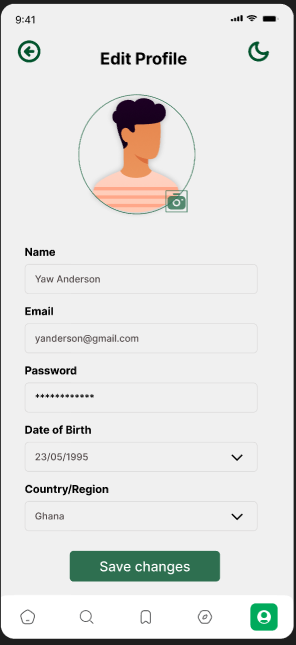 9:41
Edit Profile
Name
Yaw Anderson
Email
yanderson@gmail.com
Password
************
Date of Birth
23/05/1995
Country/Region
Ghana
Save changes